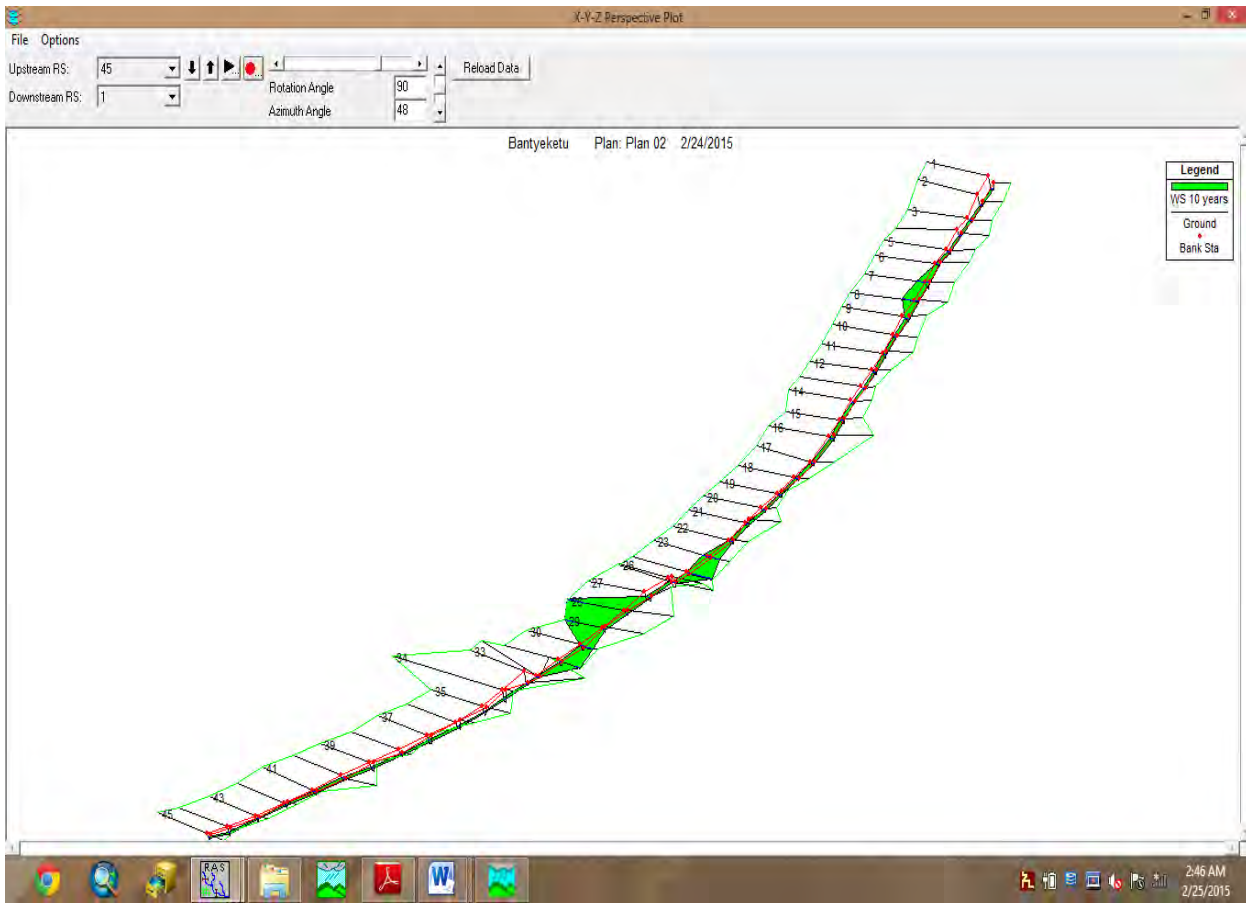 X-Y-Z Perspective Plot
File Options
Upstream RS: 45
Reload Data
Rotation Angle 90
Downstream RS: 1
Azimuth Angle 48
Bantyeketu Plan: Plan 02 2/24/2015
Legend
WS 10 years
Ground
Bank Sta
1
2
3
5
6
7
8
9
10
11
12
14
15
16
17
18
19
20
21
22
23
27
29
30
33
34
35
37
39
41
43
45
RAS
2:46 AM
2/25/2015